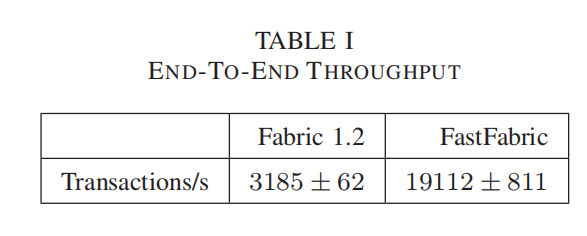 TABLE I
END-TO-END THROUGHPUT
Fabric 1.2 FastFabric
Transactions/s 3185 ± 62 19112 ± 811